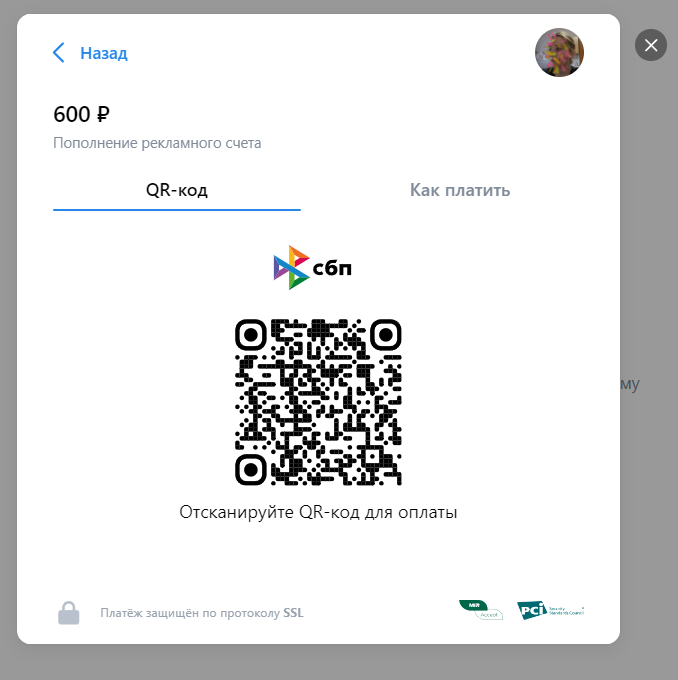 Назад
600 ₽
Пополнение рекламного счета
QR-код
Как платить
сбп
му
Отсканируйте QR-код для оплаты
Платёж защищён по протоколу SSL
MIR
Accept
PCI
Security
Standards Council